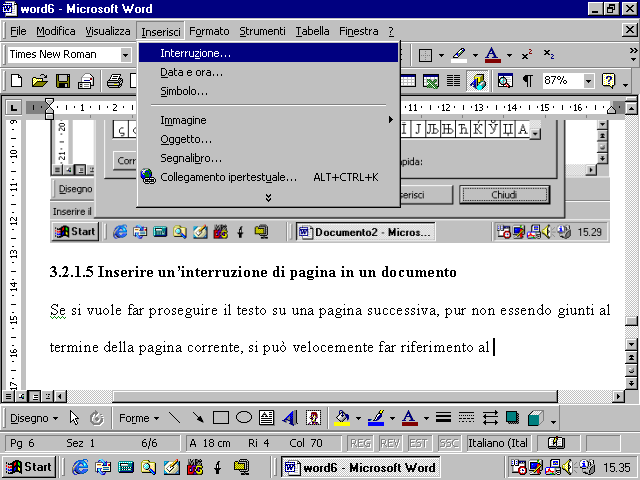 word6 - Microsoft Word
File Modifica Visualizza Inserisci Formato Strumenti Tabella Finestra ?
Times New Roman
Interruzione...
Data e ora...
Simbolo...
Immagine
Oggetto...
Segnalibro...
Collegamento ipertestuale... ALT+CTRL+K
87%
Chiudi
Disegno
Inserire il
Start Documento2 - Micros... 15.29
3.2.1.5 Inserire un'interruzione di pagina in un documento
Se si vuole far proseguire il testo su una pagina successiva, pur non essendo giunti al
termine della pagina corrente, si può velocemente far riferimento al
Disegno Forme
Pg 6 Sez 1 6/6 A 18 cm Ri 4 Col 70 REG REV EST SSC Italiano (Ital
Start word6 - Microsoft Word 15.35